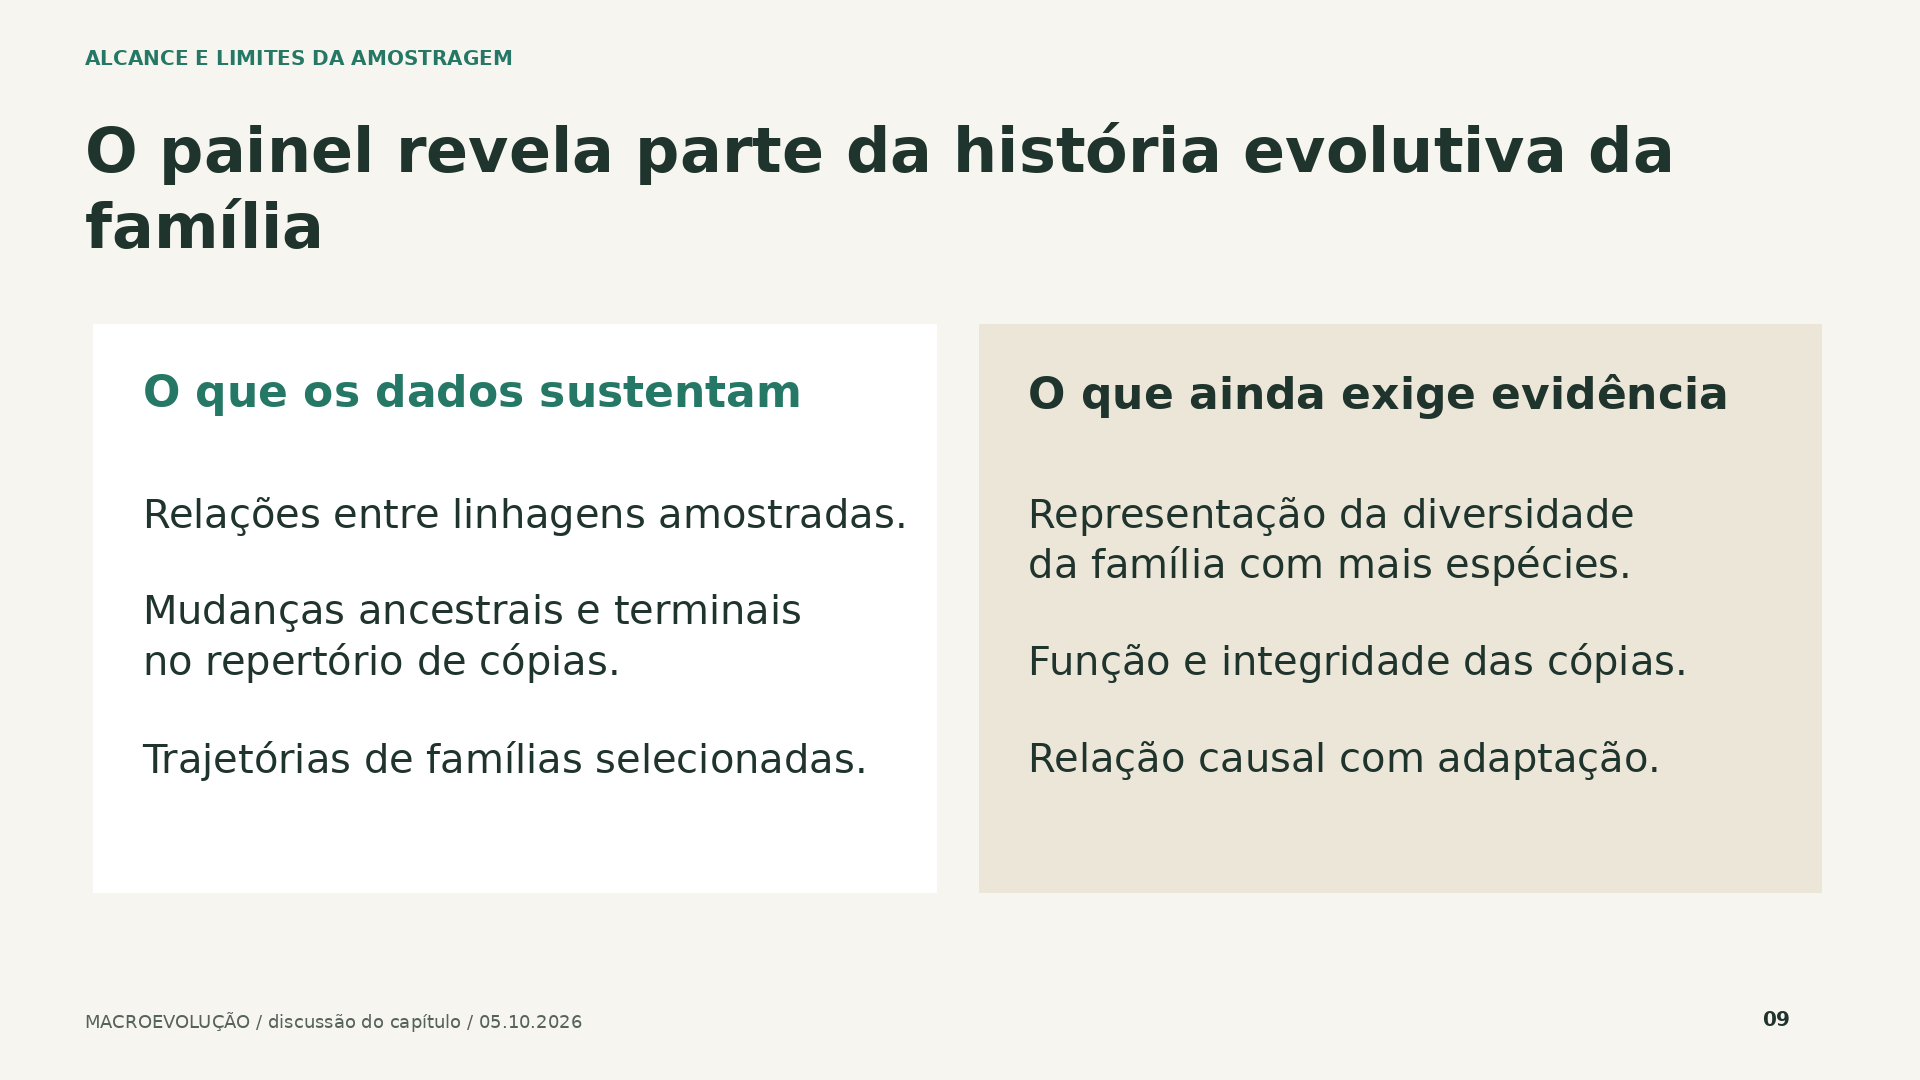 ALCANCE E LIMITES DA AMOSTRAGEM
O painel revela parte da história evolutiva da
família
O que os dados sustentam
Relações entre linhagens amostradas.
Mudanças ancestrais e terminais
no repertório de cópias.
Trajetórias de famílias selecionadas.
O que ainda exige evidência
Representação da diversidade
da família com mais espécies.
Função e integridade das cópias.
Relação causal com adaptação.
MACROEVOLUÇÃO / discussão do capítulo / 05.10.2026
09